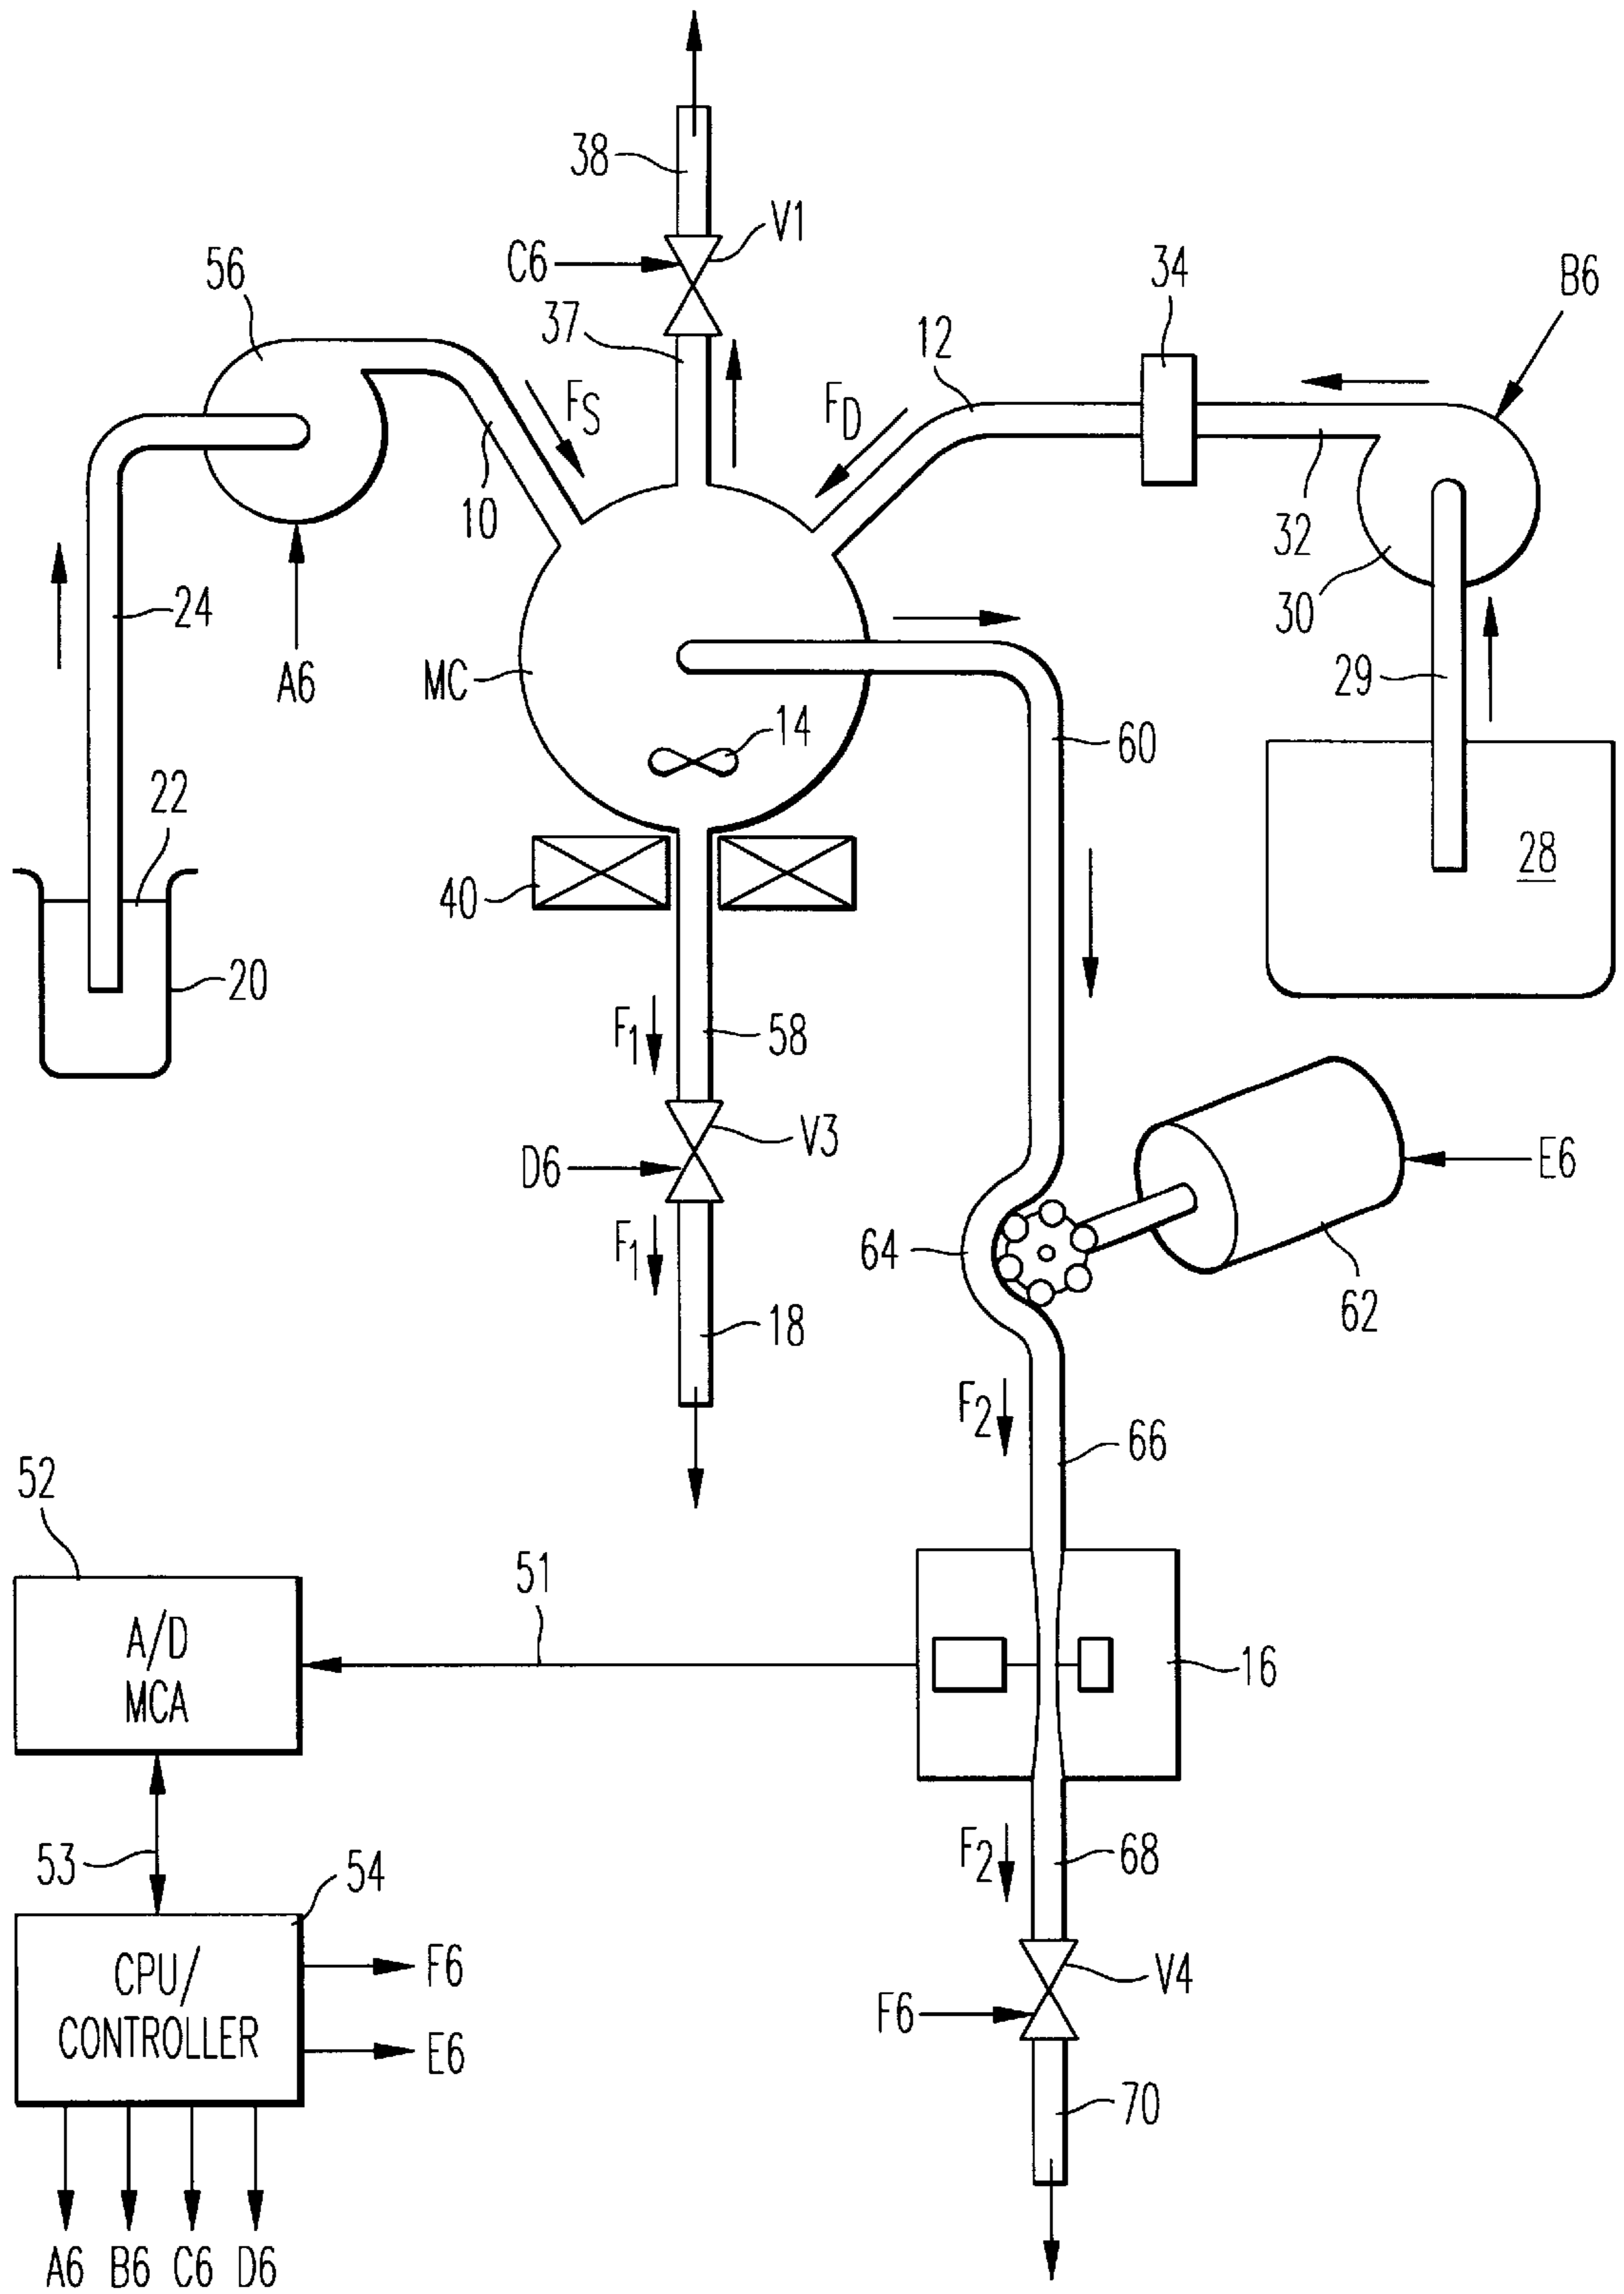 38
V1
C6
56
34
B6
37
12
FS
FD
10
32
30
24
A6
MC
29
14
60
22
28
40
20
F1
58
V3
D6
E6
F1
64
18
62
F2
66
52
51
A/D
MCA
16
53
54
F2
68
CPU/
CONTROLLER
F6
V4
F6
E6
70
A6 B6 C6 D6